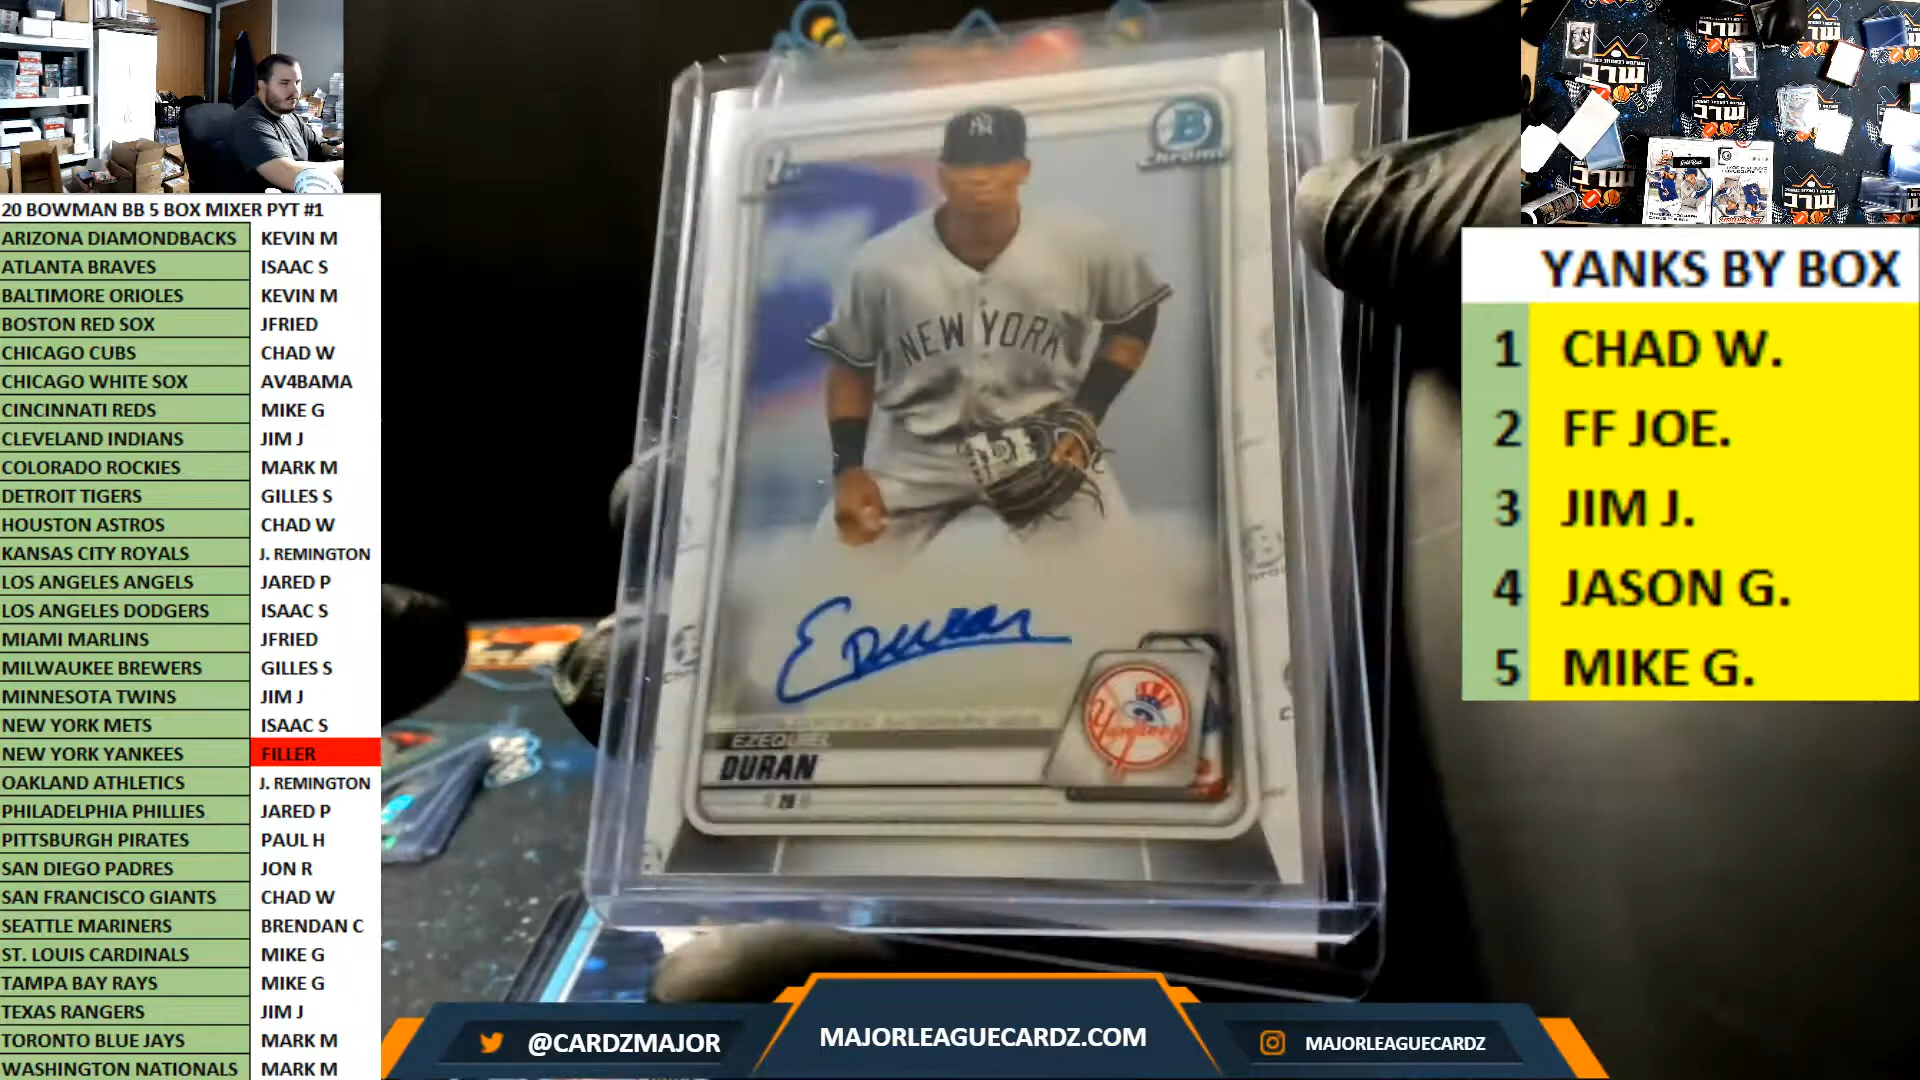 20 BOWMAN BB 5 BOX MIXER PYT #1
ARIZONA DIAMONDBACKS KEVIN M
ATLANTA BRAVES ISAAC S
BALTIMORE ORIOLES KEVIN M
BOSTON RED SOX JFRIED
CHICAGO CUBS CHAD W
CHICAGO WHITE SOX AV4BAMA
CINCINNATI REDS MIKE G
CLEVELAND INDIANS JIM J
COLORADO ROCKIES MARK M
DETROIT TIGERS GILLES S
HOUSTON ASTROS CHAD W
KANSAS CITY ROYALS J. REMINGTON
LOS ANGELES ANGELS JARED P
LOS ANGELES DODGERS ISAAC S
MIAMI MARLINS JFRIED
MILWAUKEE BREWERS GILLES S
MINNESOTA TWINS JIM J
NEW YORK METS ISAAC S
NEW YORK YANKEES FILLER
OAKLAND ATHLETICS J. REMINGTON
PHILADELPHIA PHILLIES JARED P
PITTSBURGH PIRATES PAUL H
SAN DIEGO PADRES JON R
SAN FRANCISCO GIANTS CHAD W
SEATTLE MARINERS BRENDAN C
ST. LOUIS CARDINALS MIKE G
TAMPA BAY RAYS MIKE G
TEXAS RANGERS JIM J
TORONTO BLUE JAYS MARK M
WASHINGTON NATIONALS MARK M
1st
B
Chrome
NY
NEW YORK
E Duran
EZEQUIEL
DURAN
2B
Yankees
YANKS BY BOX
1 CHAD W.
2 FF JOE.
3 JIM J.
4 JASON G.
5 MIKE G.
@CARDZMAJOR
MAJORLEAGUECARDZ.COM
MAJORLEAGUECARDZ